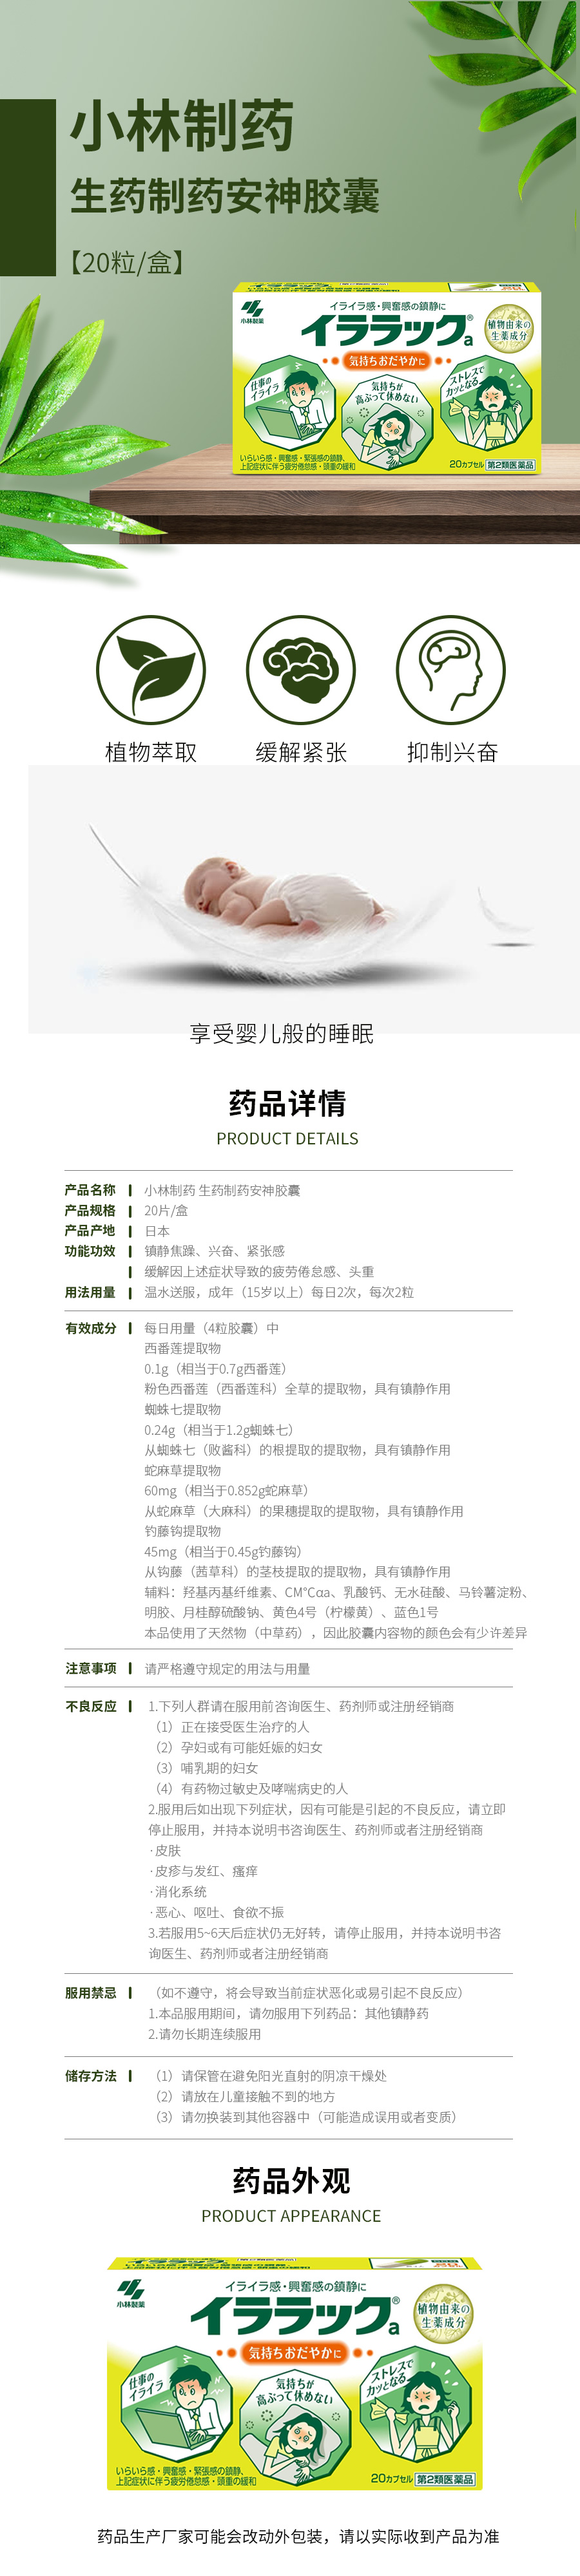 小林制药
生药制药安神胶囊
【20粒/盒】
小林製薬
イライラ感・興奮感の鎮静に
イララック®a
気持ちおだやかに
植物由来の
生薬成分
仕事の
イライラ
気持ちが
高ぶって休めない
ストレスで
カッとなる
いらいら感・興奮感・緊張感の鎮静、
上記症状に伴う疲労倦怠感・頭重の緩和
20カプセル 第2類医薬品
植物萃取
缓解紧张
抑制兴奋
享受婴儿般的睡眠
药品详情
PRODUCT DETAILS
产品名称 小林制药 生药制药安神胶囊
产品规格 20片/盒
产品产地 日本
功能功效 镇静焦躁、兴奋、紧张感
缓解因上述症状导致的疲劳倦怠感、头重
用法用量 温水送服，成年（15岁以上）每日2次，每次2粒
有效成分 每日用量（4粒胶囊）中
西番莲提取物
0.1g（相当于0.7g西番莲）
粉色西番莲（西番莲科）全草的提取物，具有镇静作用
蜘蛛七提取物
0.24g（相当于1.2g蜘蛛七）
从蜘蛛七（败酱科）的根提取的提取物，具有镇静作用
蛇麻草提取物
60mg（相当于0.852g蛇麻草）
从蛇麻草（大麻科）的果穗提取的提取物，具有镇静作用
钓藤钩提取物
45mg（相当于0.45g钓藤钩）
从钩藤（茜草科）的茎枝提取的提取物，具有镇静作用
辅料：羟基丙基纤维素、CM℃αa、乳酸钙、无水硅酸、马铃薯淀粉、
明胶、月桂醇硫酸钠、黄色4号（柠檬黄）、蓝色1号
本品使用了天然物（中草药），因此胶囊内容物的颜色会有少许差异
注意事项 请严格遵守规定的用法与用量
不良反应 1.下列人群请在服用前咨询医生、药剂师或注册经销商
（1）正在接受医生治疗的人
（2）孕妇或有可能妊娠的妇女
（3）哺乳期的妇女
（4）有药物过敏史及哮喘病史的人
2.服用后如出现下列症状，因有可能是引起的不良反应，请立即
停止服用，并持本说明书咨询医生、药剂师或者注册经销商
·皮肤
·皮疹与发红、瘙痒
·消化系统
·恶心、呕吐、食欲不振
3.若服用5~6天后症状仍无好转，请停止服用，并持本说明书咨
询医生、药剂师或者注册经销商
服用禁忌 （如不遵守，将会导致当前症状恶化或易引起不良反应）
1.本品服用期间，请勿服用下列药品：其他镇静药
2.请勿长期连续服用
储存方法 （1）请保管在避免阳光直射的阴凉干燥处
（2）请放在儿童接触不到的地方
（3）请勿换装到其他容器中（可能造成误用或者变质）
药品外观
PRODUCT APPEARANCE
小林製薬
イライラ感・興奮感の鎮静に
イララック®a
気持ちおだやかに
植物由来の
生薬成分
仕事の
イライラ
気持ちが
高ぶって休めない
ストレスで
カッとなる
いらいら感・興奮感・緊張感の鎮静、
上記症状に伴う疲労倦怠感・頭重の緩和
20カプセル 第2類医薬品
药品生产厂家可能会改动外包装，请以实际收到产品为准